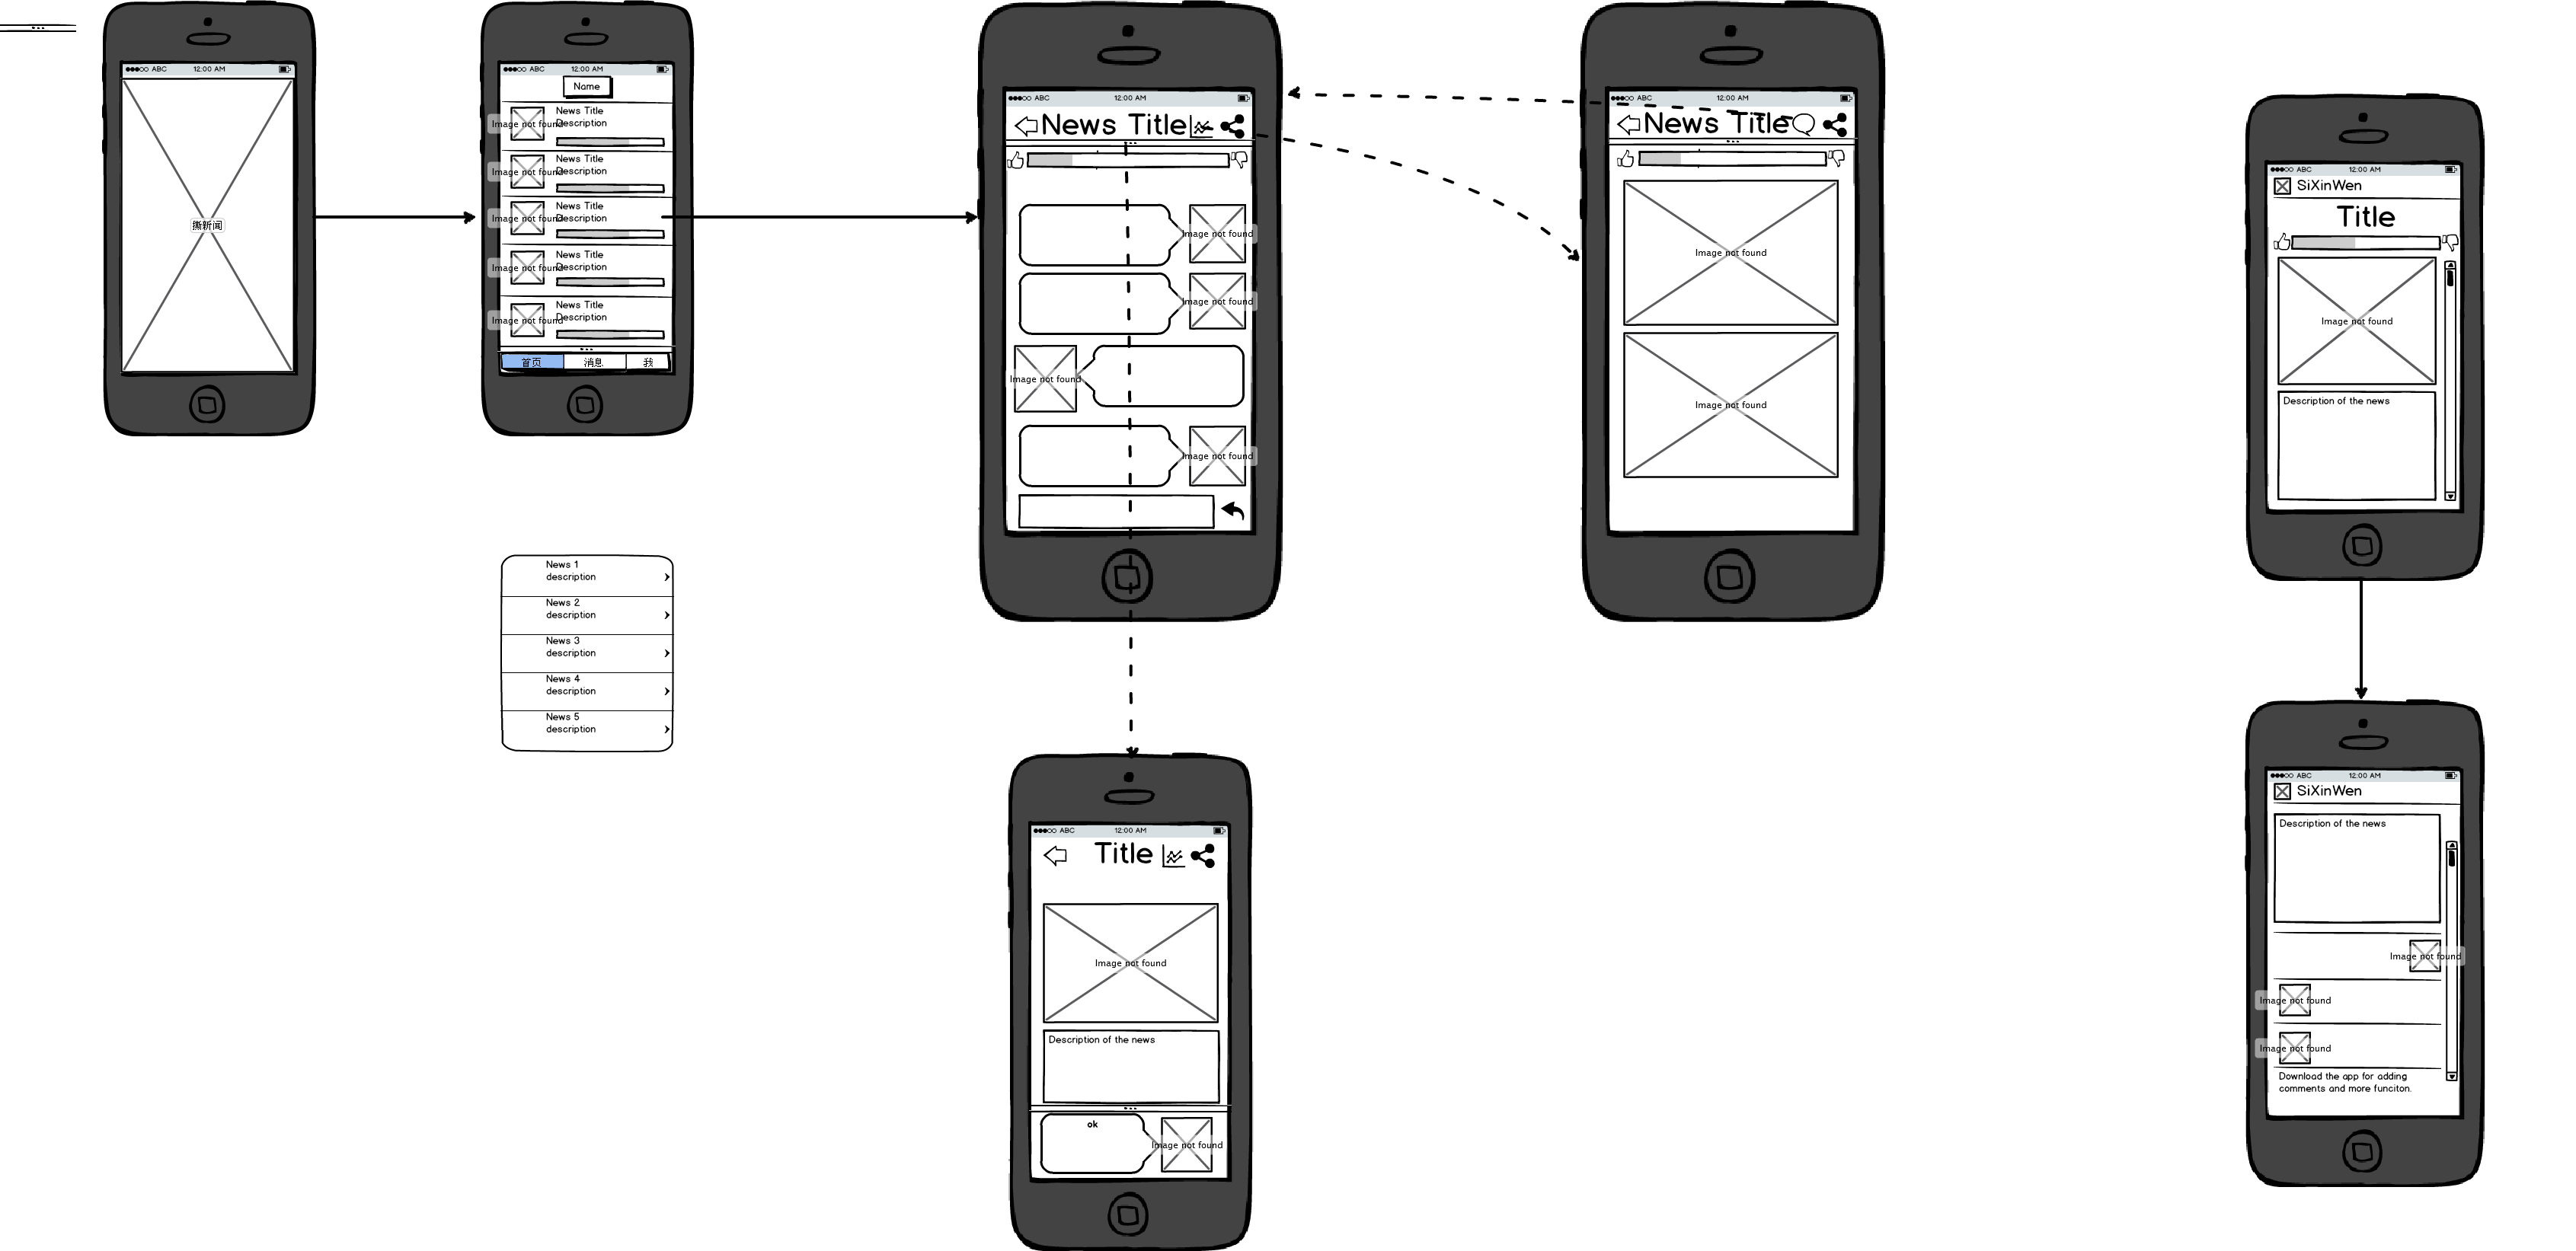 ABC 12:00 AM
撕新闻
ABC 12:00 AM
Name
News Title
Description
Image not found
News Title
Description
Image not found
News Title
Description
Image not found
News Title
Description
Image not found
News Title
Description
Image not found
首页 消息 我
News 1
description
News 2
description
News 3
description
News 4
description
News 5
description
ABC 12:00 AM
News Title
Image not found
Image not found
Image not found
Image not found
ABC 12:00 AM
News Title
Image not found
Image not found
ABC 12:00 AM
Title
Image not found
Description of the news
ok
Image not found
ABC 12:00 AM
SiXinWen
Title
Image not found
Description of the news
ABC 12:00 AM
SiXinWen
Description of the news
Image not found
Image not found
Image not found
Download the app for adding
comments and more funciton.